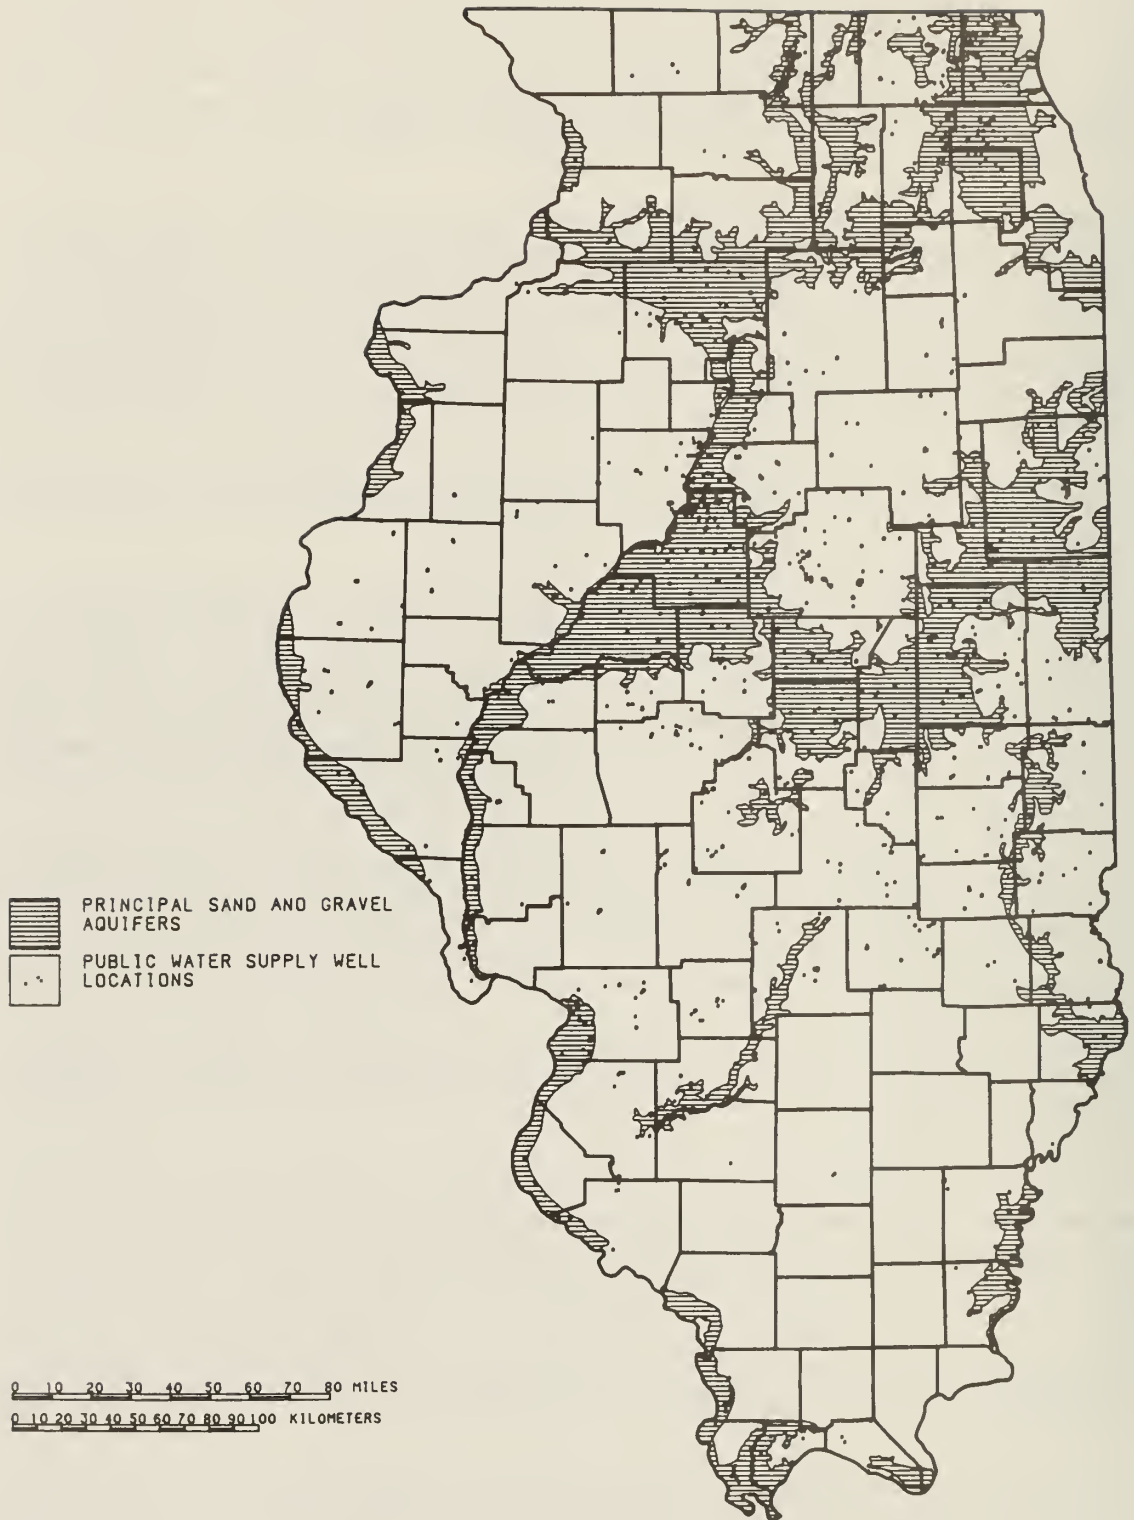 PRINCIPAL SAND AND GRAVEL
AQUIFERS
PUBLIC WATER SUPPLY WELL
LOCATIONS
0 10 20 30 40 50 60 70 80 MILES
0 10 20 30 40 50 60 70 80 90 100 KILOMETERS